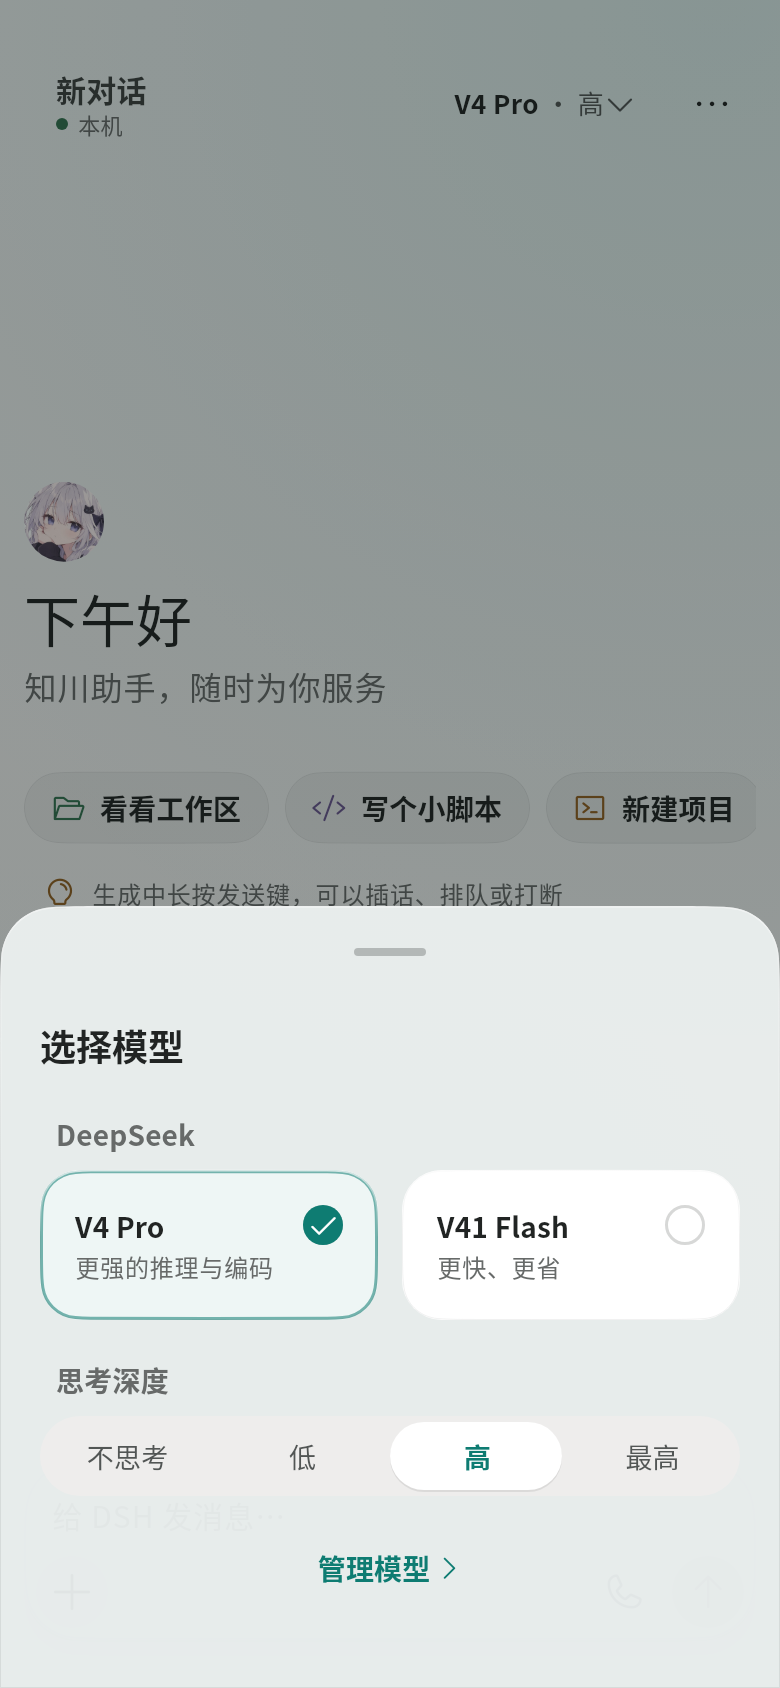 新对话
本机
V4 Pro · 高
下午好
知川助手，随时为你服务
看看工作区
写个小脚本
新建项目
生成中长按发送键，可以插话、排队或打断
选择模型
DeepSeek
V4 Pro
更强的推理与编码
V41 Flash
更快、更省
思考深度
不思考
低
高
最高
给 DSH 发消息…
管理模型